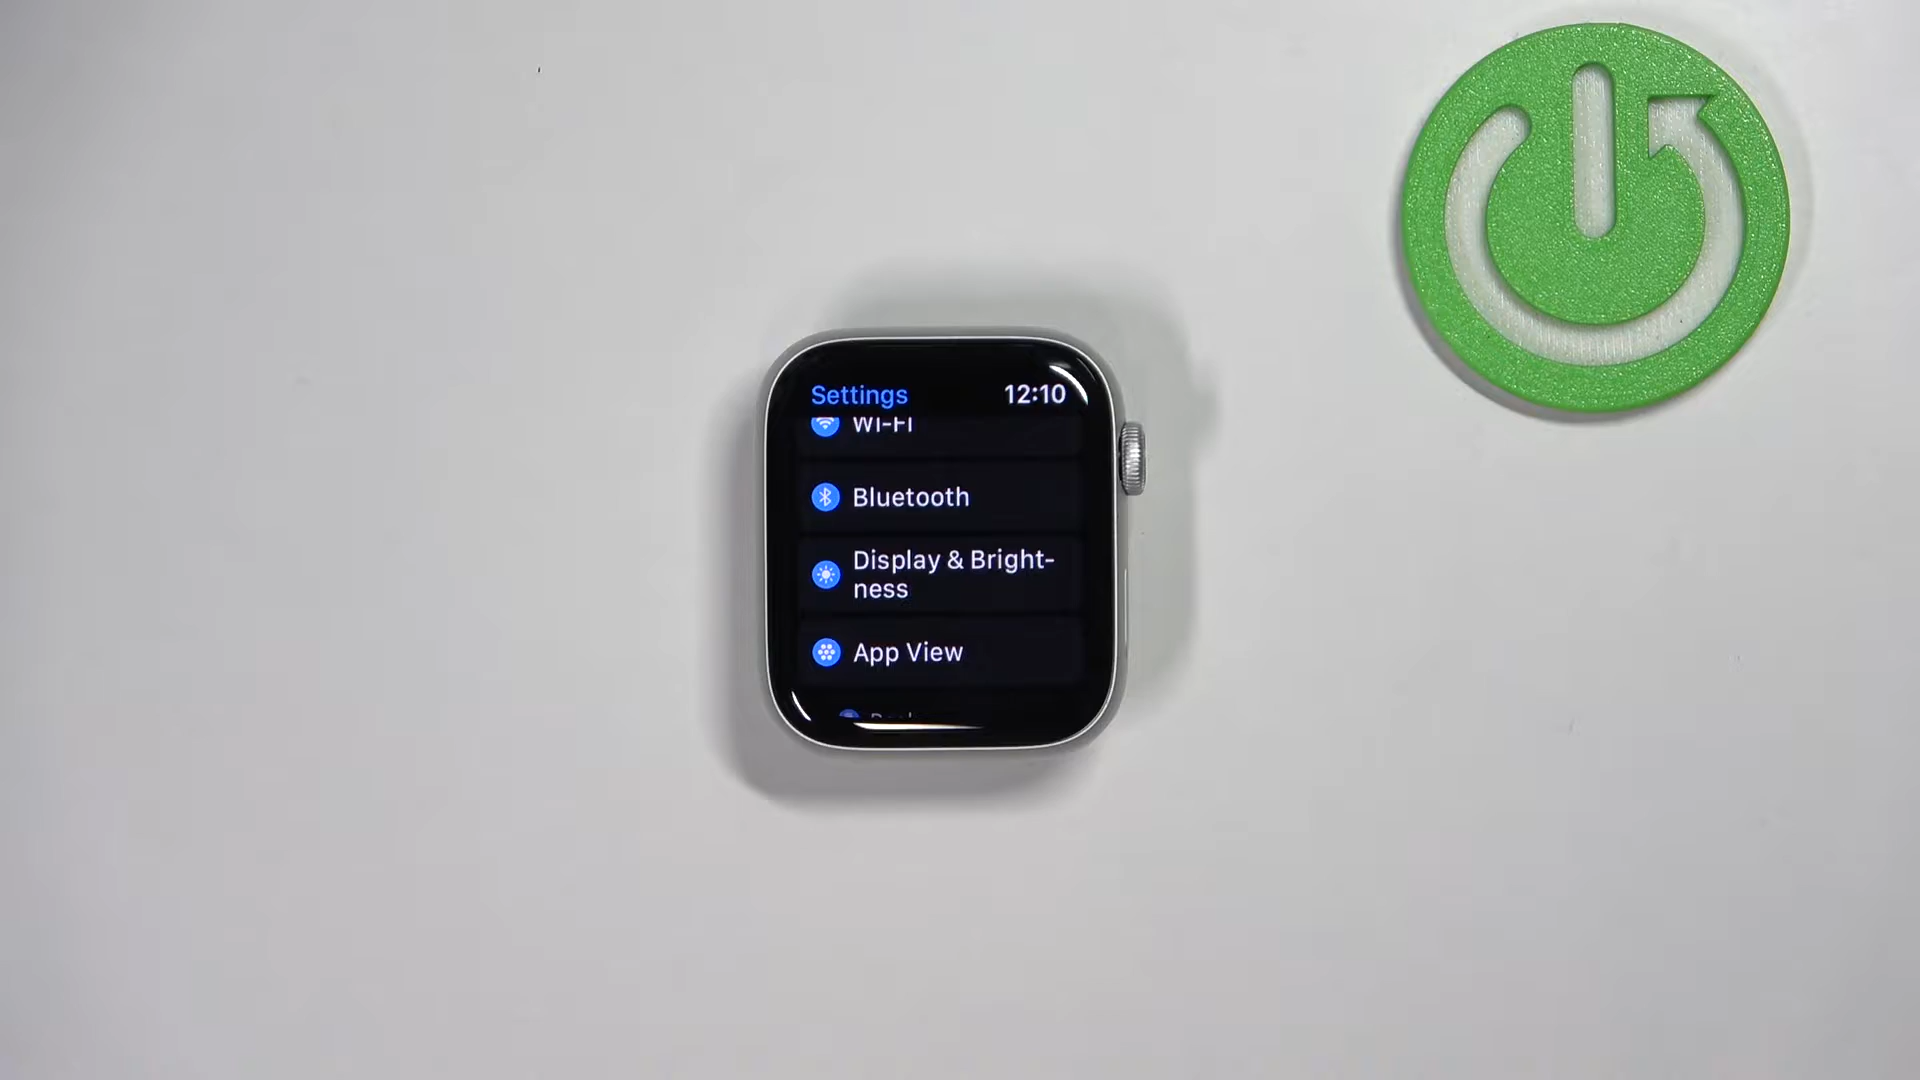 Settings
12:10
Wi-Fi
Bluetooth
Display & Bright-
ness
App View